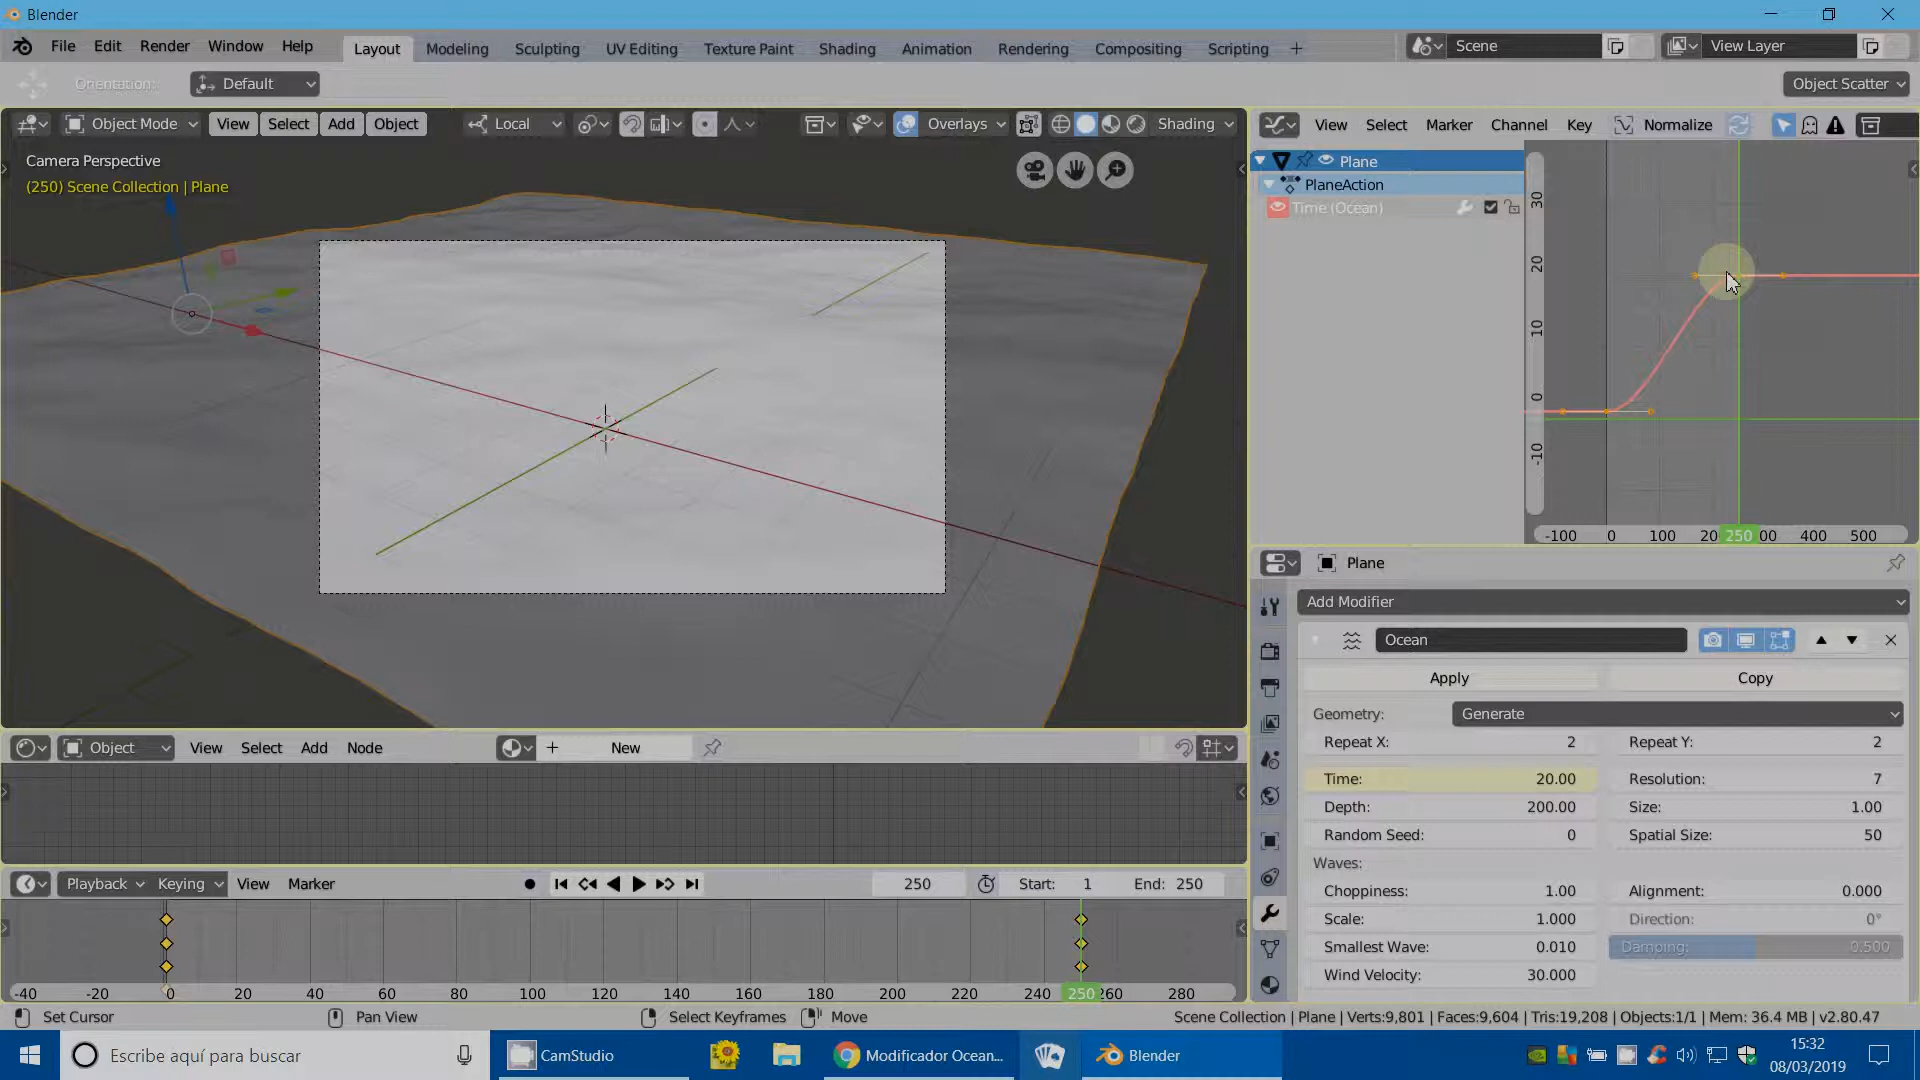 Blender
File Edit Render Window Help Layout Modeling Sculpting UV Editing Texture Paint Shading Animation Rendering Compositing Scripting + Scene View Layer
Orientation: Default Object Scatter
Object Mode View Select Add Object Local Overlays Shading
View Select Marker Channel Key Normalize
Camera Perspective
(250) Scene Collection | Plane
Plane
PlaneAction
Time (Ocean)
30
20
10
0
-10
-100 0 100 20 250 00 400 500
Plane
Add Modifier
Ocean
Apply Copy
Geometry: Generate
Repeat X: 2 Repeat Y: 2
Time: 20.00 Resolution: 7
Depth: 200.00 Size: 1.00
Random Seed: 0 Spatial Size: 50
Waves:
Choppiness: 1.00 Alignment: 0.000
Scale: 1.000 Direction: 0°
Smallest Wave: 0.010 Damping: 0.500
Wind Velocity: 30.000
Object View Select Add Node + New
Playback Keying View Marker 250 Start: 1 End: 250
-40 -20 0 20 40 60 80 100 120 140 160 180 200 220 240 250 260 280
Set Cursor Pan View Select Keyframes Move Scene Collection | Plane | Verts:9,801 | Faces:9,604 | Tris:19,208 | Objects:1/1 | Mem: 36.4 MB | v2.80.47
Escribe aquí para buscar CamStudio Modificador Ocean... Blender 15:32
08/03/2019